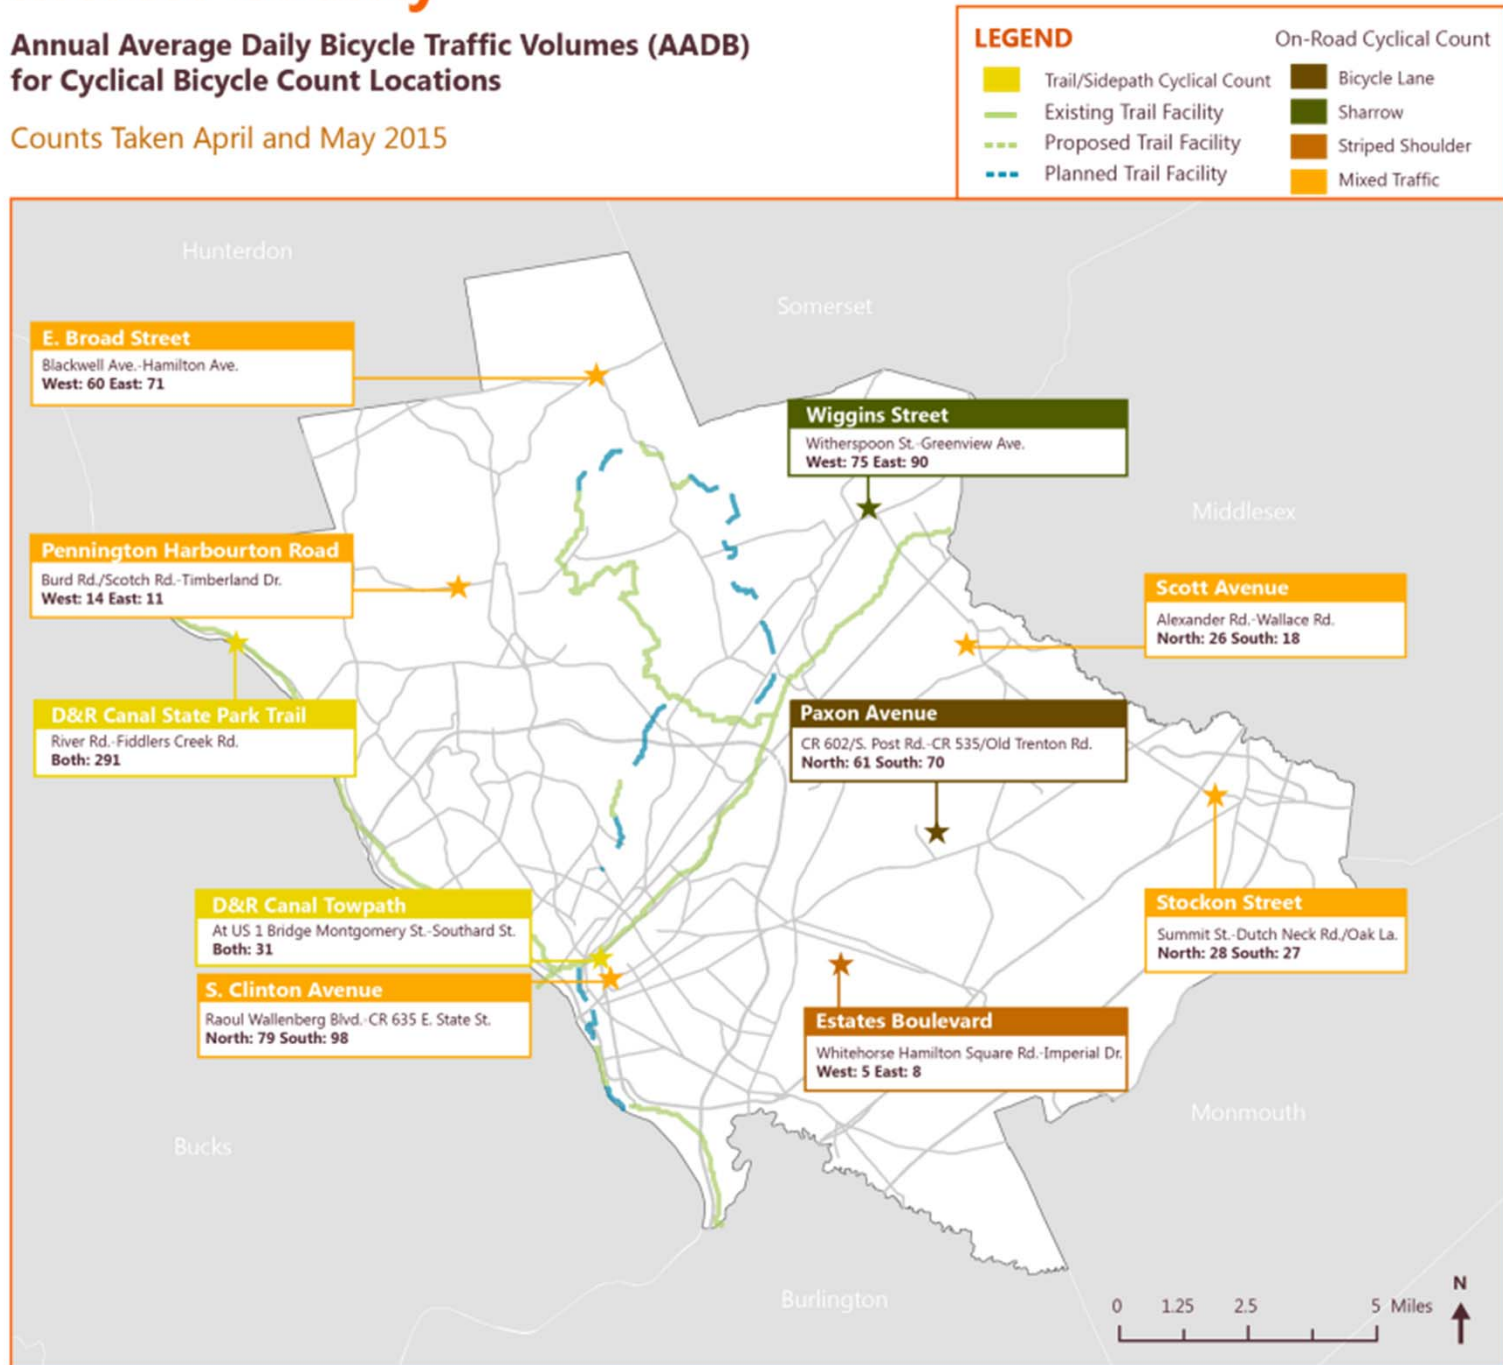 Annual Average Daily Bicycle Traffic Volumes (AADB)
for Cyclical Bicycle Count Locations
Counts Taken April and May 2015
LEGEND
Trail/Sidepath Cyclical Count
Existing Trail Facility
Proposed Trail Facility
Planned Trail Facility
On-Road Cyclical Count
Bicycle Lane
Sharrow
Striped Shoulder
Mixed Traffic
Hunterdon
Somerset
E. Broad Street
Blackwell Ave.-Hamilton Ave.
West: 60 East: 71
Wiggins Street
Witherspoon St.-Greenview Ave.
West: 75 East: 90
Middlesex
Pennington Harbourton Road
Burd Rd./Scotch Rd.-Timberland Dr.
West: 14 East: 11
Scott Avenue
Alexander Rd.-Wallace Rd.
North: 26 South: 18
D&R Canal State Park Trail
River Rd.-Fiddlers Creek Rd.
Both: 291
Paxon Avenue
CR 602/S. Post Rd.-CR 535/Old Trenton Rd.
North: 61 South: 70
D&R Canal Towpath
At US 1 Bridge Montgomery St.-Southard St.
Both: 31
Stockon Street
Summit St.-Dutch Neck Rd./Oak La.
North: 28 South: 27
S. Clinton Avenue
Raoul Wallenberg Blvd.-CR 635 E. State St.
North: 79 South: 98
Estates Boulevard
Whitehorse Hamilton Square Rd.-Imperial Dr.
West: 5 East: 8
Monmouth
Bucks
Burlington
0 1.25 2.5 5 Miles
N